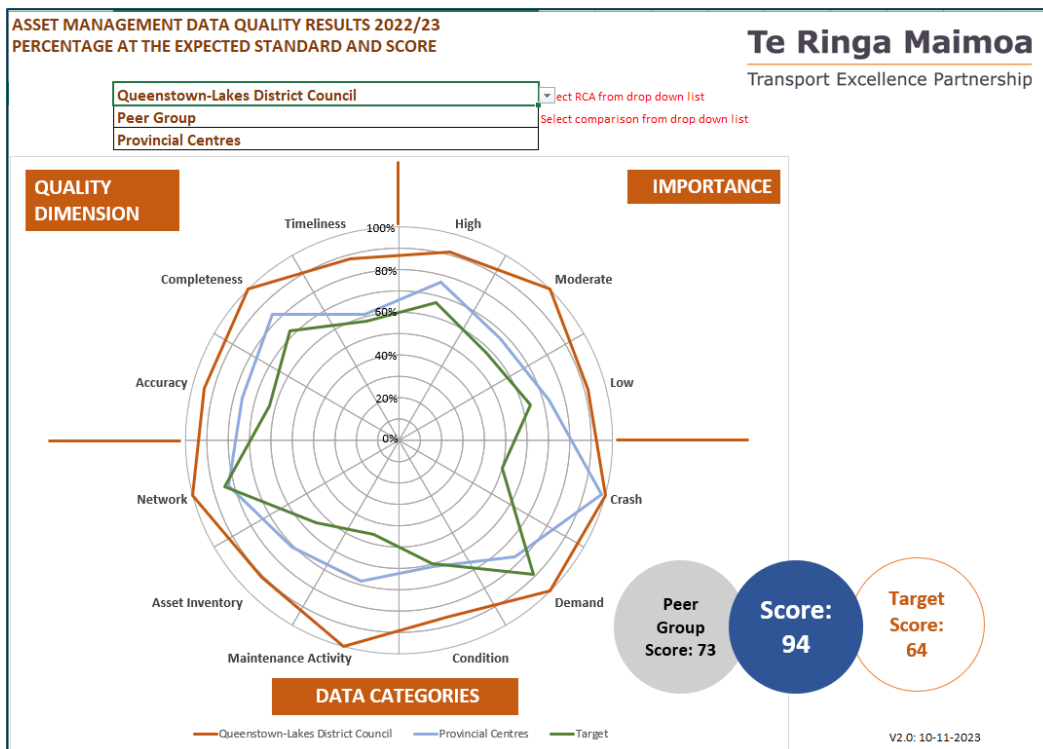 ASSET MANAGEMENT DATA QUALITY RESULTS 2022/23
PERCENTAGE AT THE EXPECTED STANDARD AND SCORE
Te Ringa Maimoa
Transport Excellence Partnership
Queenstown-Lakes District Council
ect RCA from drop down list
Peer Group
Select comparison from drop down list
Provincial Centres
QUALITY
DIMENSION
IMPORTANCE
Timeliness
High
100%
Completeness
Moderate
80%
60%
Accuracy
Low
40%
20%
0%
Network
Crash
Asset Inventory
Demand
Maintenance Activity
Condition
Peer
Group
Score: 73
Score:
94
Target
Score:
64
DATA CATEGORIES
Queenstown-Lakes District Council
Provincial Centres
Target
V2.0: 10-11-2023